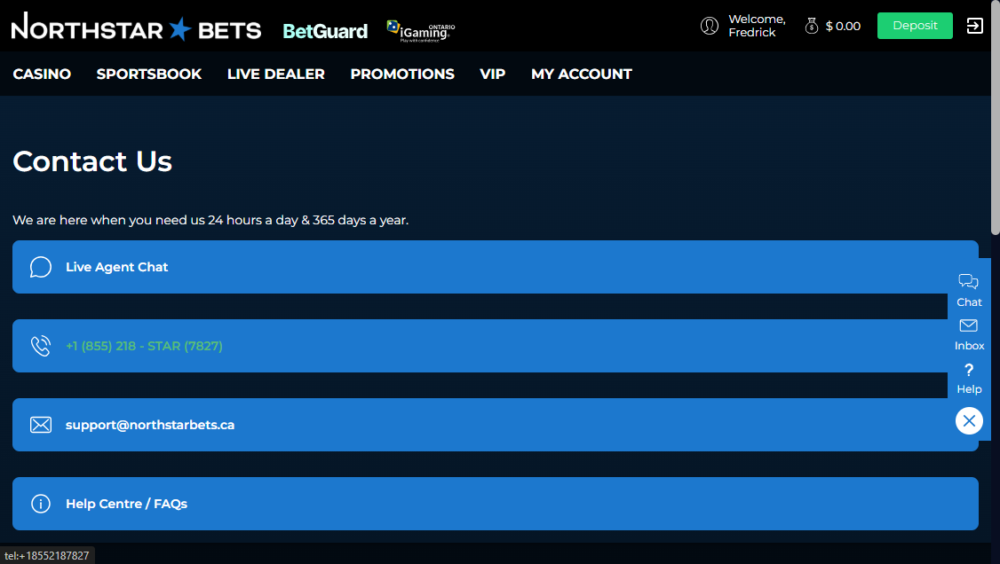 NORTHSTAR BETS
BetGuard
iGaming ONTARIO
Play with confidence
Welcome,
Fredrick
$ 0.00
Deposit
CASINO SPORTSBOOK LIVE DEALER PROMOTIONS VIP MY ACCOUNT
Contact Us
We are here when you need us 24 hours a day & 365 days a year.
Live Agent Chat
+1 (855) 218 - STAR (7827)
support@northstarbets.ca
Help Centre / FAQs
Chat
Inbox
?
Help
tel:+18552187827